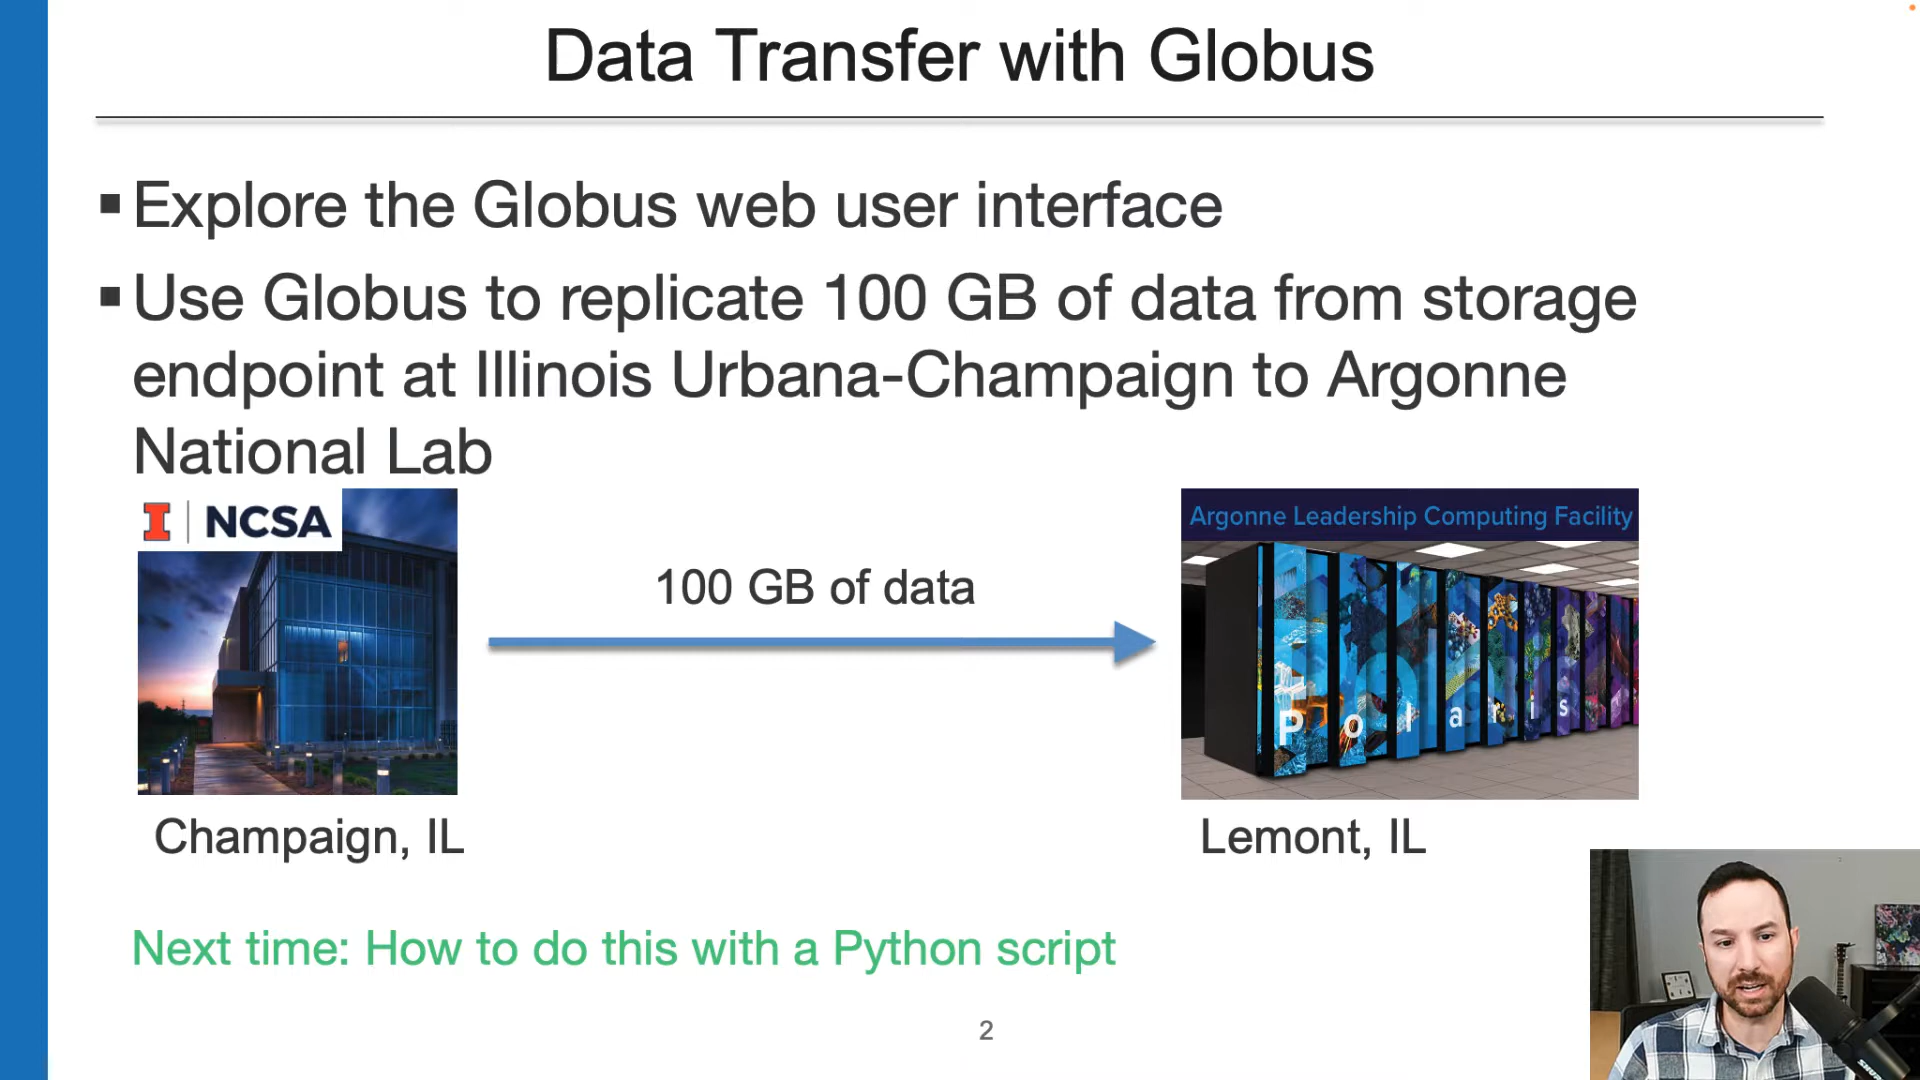 Data Transfer with Globus
▪ Explore the Globus web user interface
▪ Use Globus to replicate 100 GB of data from storage
endpoint at Illinois Urbana-Champaign to Argonne
National Lab
I | NCSA
Argonne Leadership Computing Facility
100 GB of data
Polaris
Champaign, IL
Lemont, IL
Next time: How to do this with a Python script
2
SHURE